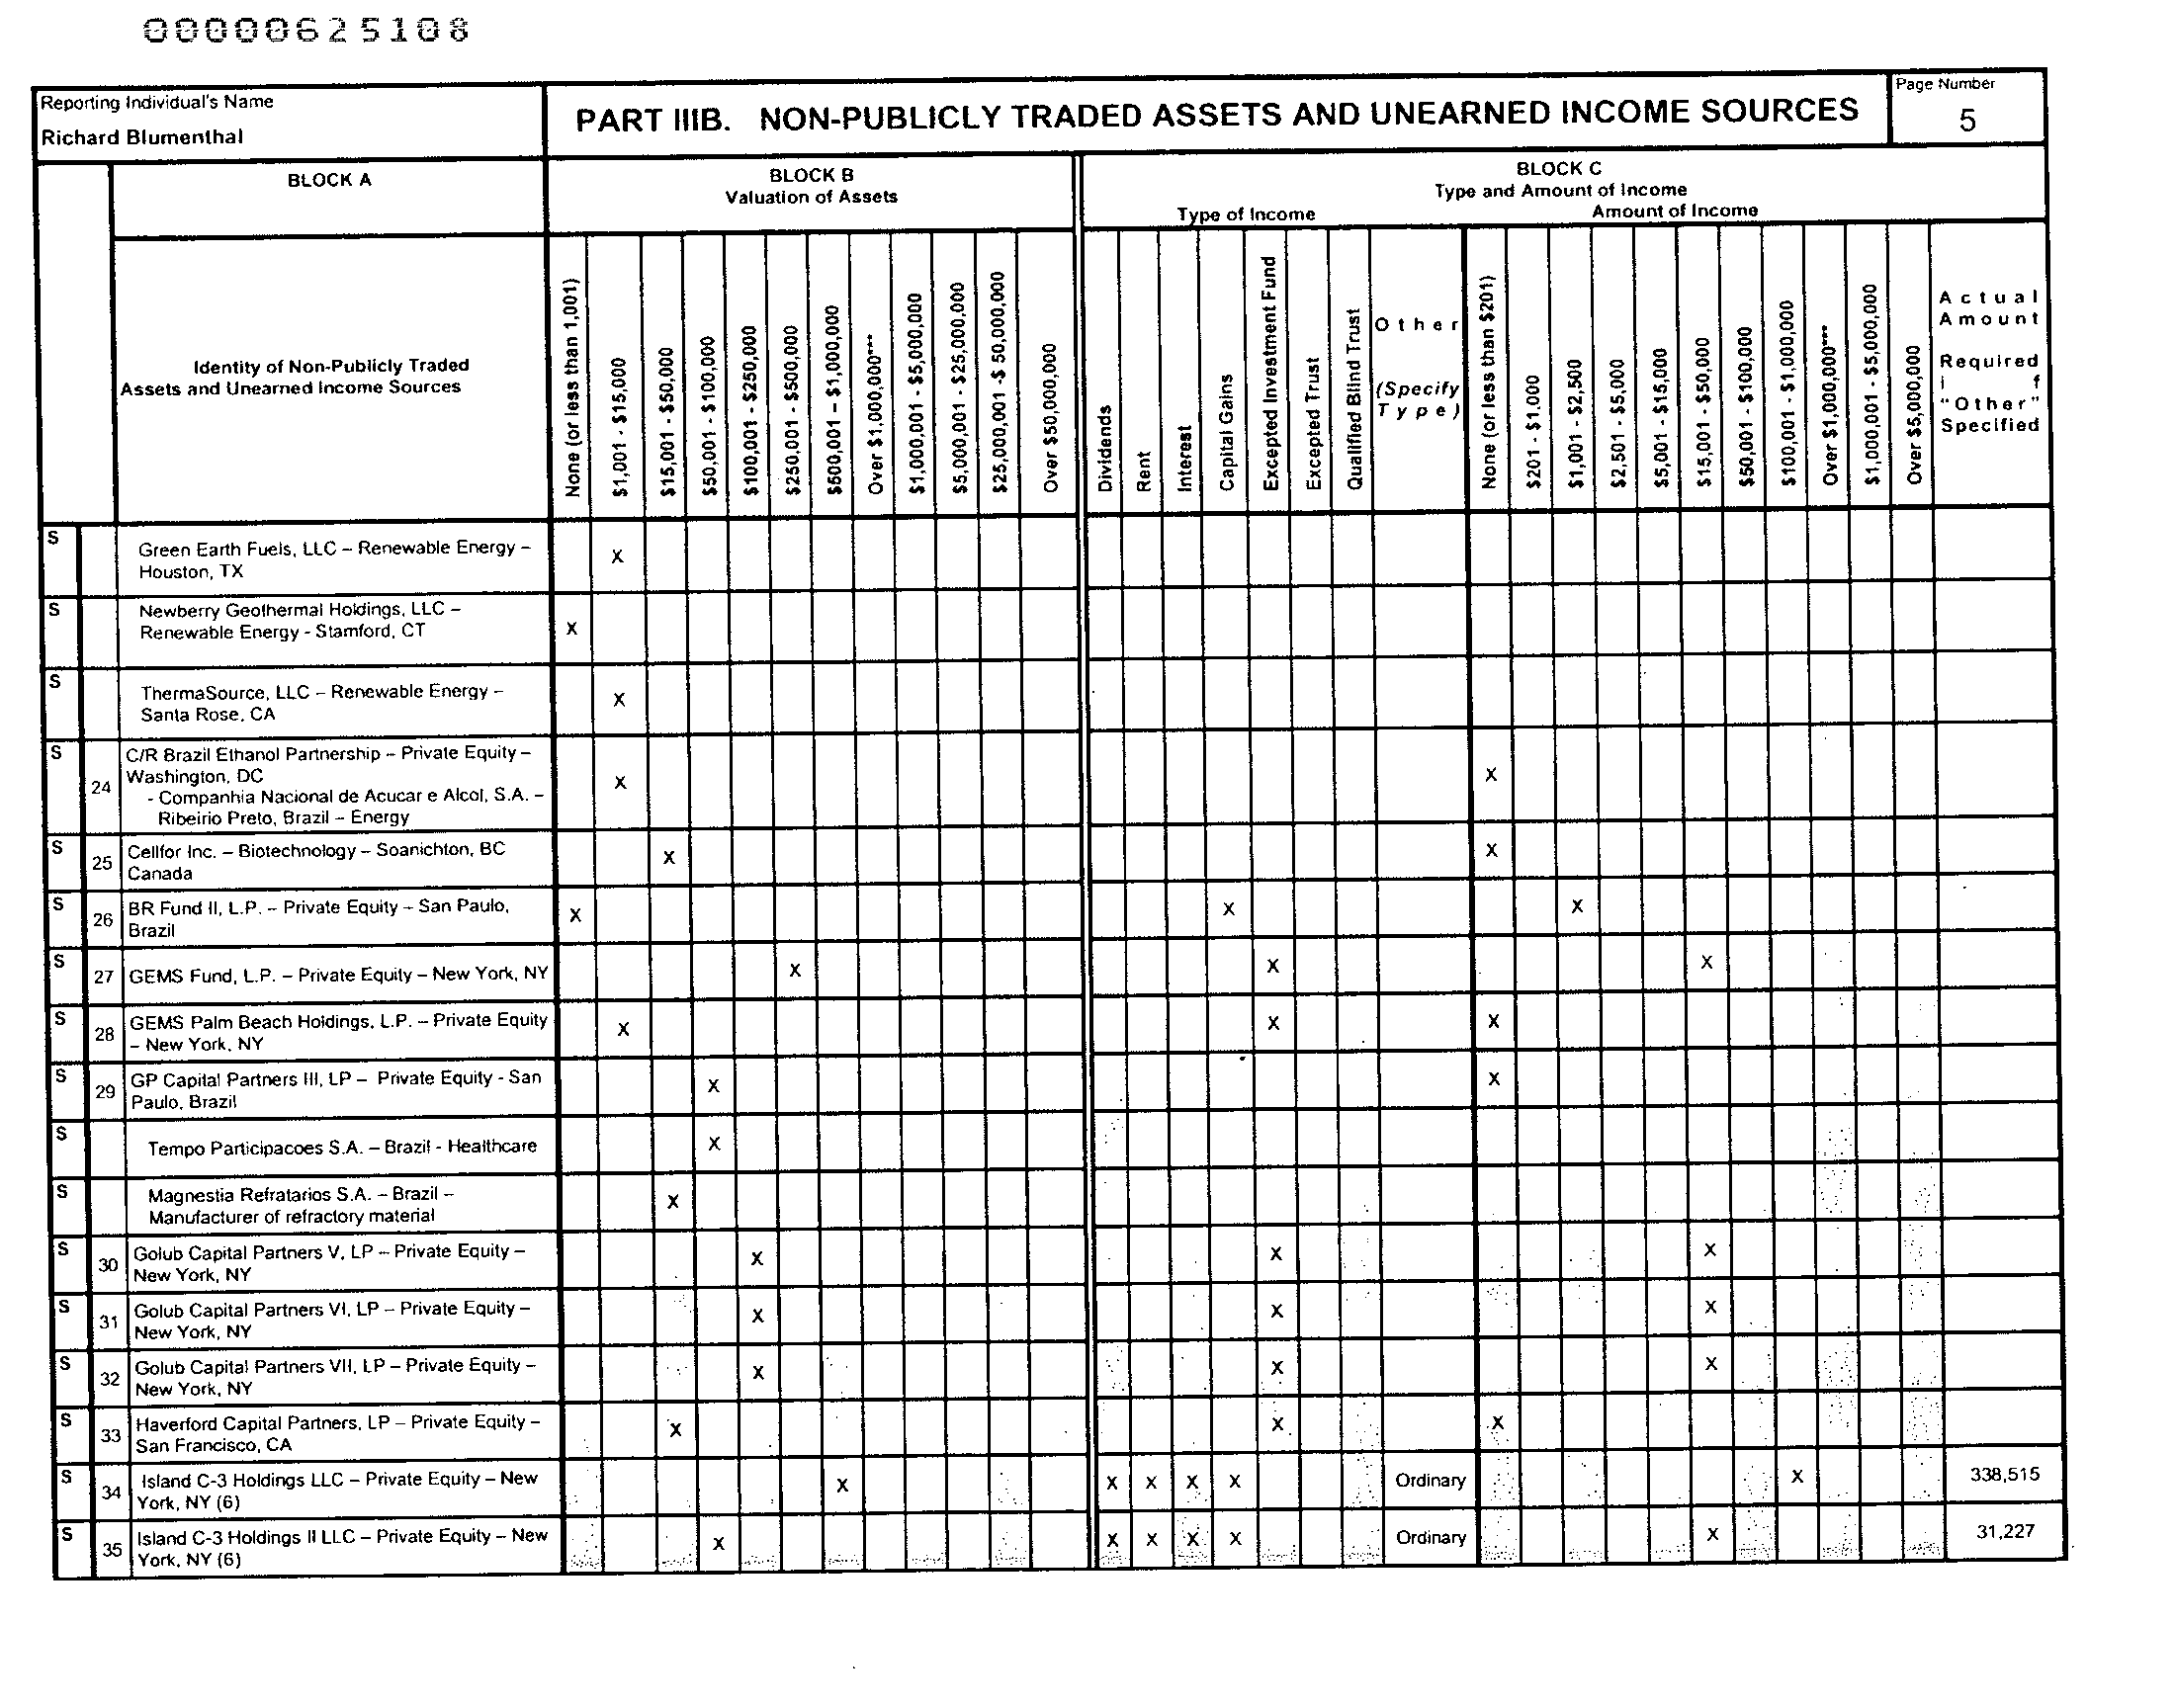 00000625108
Reporting Individual's Name
Richard Blumenthal
PART IIIB. NON-PUBLICLY TRADED ASSETS AND UNEARNED INCOME SOURCES
Page Number
5
BLOCK A
BLOCK B
Valuation of Assets
BLOCK C
Type and Amount of Income
Type of Income
Amount of Income
Identity of Non-Publicly Traded
Assets and Unearned Income Sources
None (or less than 1,001)
$1,001 - $15,000
$15,001 - $50,000
$50,001 - $100,000
$100,001 - $250,000
$250,001 - $500,000
$500,001 – $1,000,000
Over $1,000,000***
$1,000,001 - $5,000,000
$5,000,001 - $25,000,000
$25,000,001 -$ 50,000,000
Over $50,000,000
Dividends
Rent
Interest
Capital Gains
Excepted Investment Fund
Excepted Trust
Qualified Blind Trust
Other
(Specify
Type)
None (or less than $201)
$201 - $1,000
$1,001 - $2,500
$2,501 - $5,000
$5,001 - $15,000
$15,001 - $50,000
$50,001 - $100,000
$100,001 - $1,000,000
Over $1,000,000***
$1,000,001 - $5,000,000
Over $5,000,000
Actual
Amount
Required
If
"Other"
Specified
S
Green Earth Fuels, LLC – Renewable Energy –
Houston, TX
X
S
Newberry Geothermal Holdings, LLC –
Renewable Energy - Stamford, CT
X
S
ThermaSource, LLC – Renewable Energy –
Santa Rose, CA
X
S
24
C/R Brazil Ethanol Partnership – Private Equity –
Washington, DC
- Companhia Nacional de Acucar e Alcol, S.A. –
Ribeirio Preto, Brazil – Energy
X X
S
25
Cellfor Inc. – Biotechnology – Soanichton, BC
Canada
X X
S
26
BR Fund II, L.P. – Private Equity – San Paulo,
Brazil
X X X
S
27 GEMS Fund, L.P. – Private Equity – New York, NY
X X X
S
28
GEMS Palm Beach Holdings, L.P. – Private Equity
– New York, NY
X X X
S
29
GP Capital Partners III, LP – Private Equity - San
Paulo, Brazil
X X
S
Tempo Participacoes S.A. – Brazil - Healthcare
X
S
Magnestia Refratarios S.A. – Brazil –
Manufacturer of refractory material
X
S
30
Golub Capital Partners V, LP – Private Equity –
New York, NY
X X X
S
31
Golub Capital Partners VI, LP – Private Equity –
New York, NY
X X X
S
32
Golub Capital Partners VII, LP – Private Equity –
New York, NY
X X X
S
33
Haverford Capital Partners, LP – Private Equity –
San Francisco, CA
X X X
S
34
Island C-3 Holdings LLC – Private Equity – New
York, NY (6)
X X X X X Ordinary X 338,515
S
35
Island C-3 Holdings II LLC – Private Equity – New
York, NY (6)
X X X X X Ordinary X 31,227